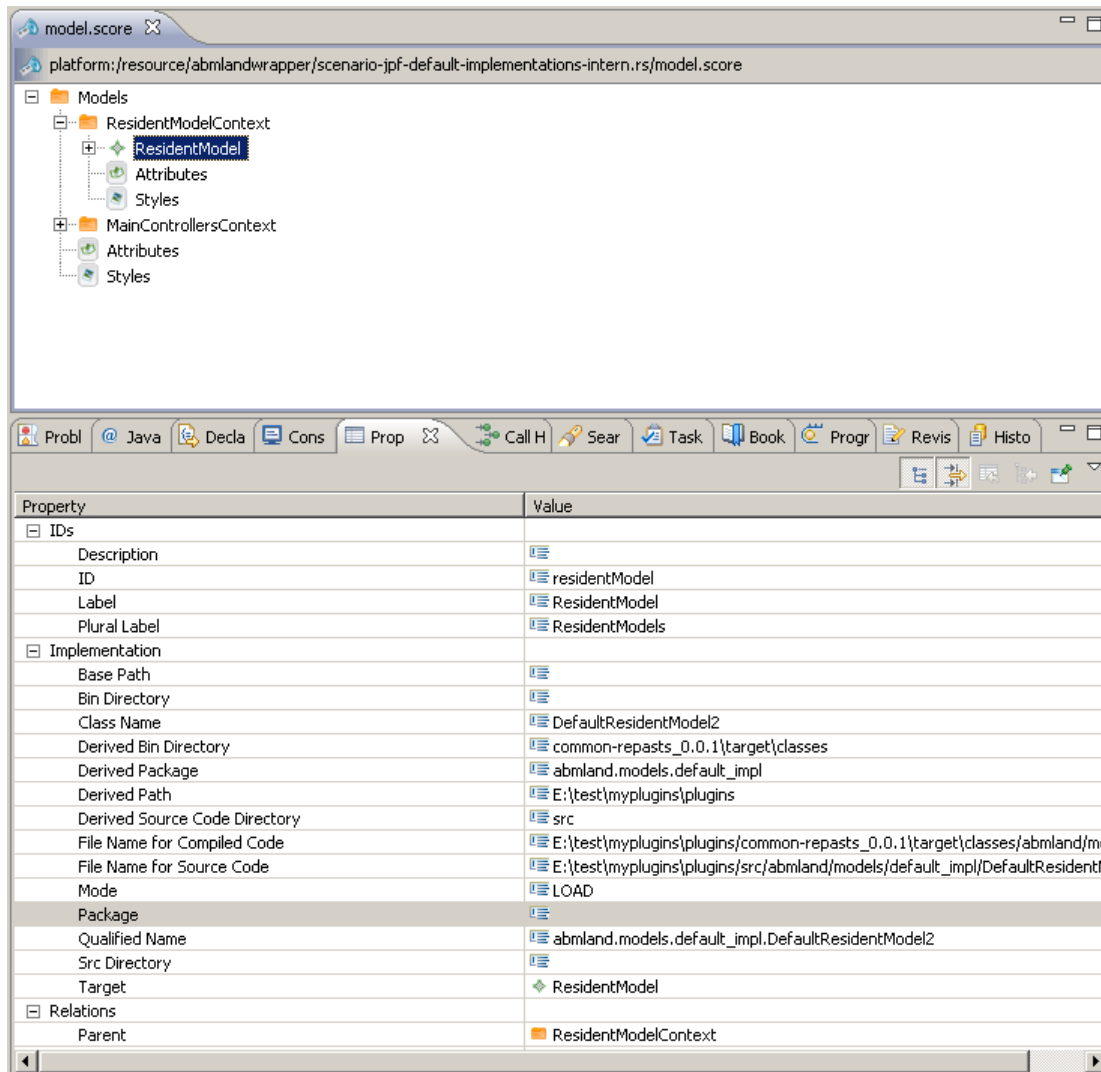 model.score
platform:/resource/abmlandwrapper/scenario-jpf-default-implementations-intern.rs/model.score
Models
ResidentModelContext
ResidentModel
Attributes
Styles
MainControllersContext
Attributes
Styles
Probl @ Java Decla Cons Prop Call H Sear Task Book Progr Revis Histo
Property Value
IDs
Description
ID residentModel
Label ResidentModel
Plural Label ResidentModels
Implementation
Base Path
Bin Directory
Class Name DefaultResidentModel2
Derived Bin Directory common-repasts_0.0.1\target\classes
Derived Package abmland.models.default_impl
Derived Path E:\test\myplugins\plugins
Derived Source Code Directory src
File Name for Compiled Code E:\test\myplugins\plugins/common-repasts_0.0.1\target\classes/abmland/m
File Name for Source Code E:\test\myplugins\plugins/src/abmland/models/default_impl/DefaultResident
Mode LOAD
Package
Qualified Name abmland.models.default_impl.DefaultResidentModel2
Src Directory
Target ResidentModel
Relations
Parent ResidentModelContext